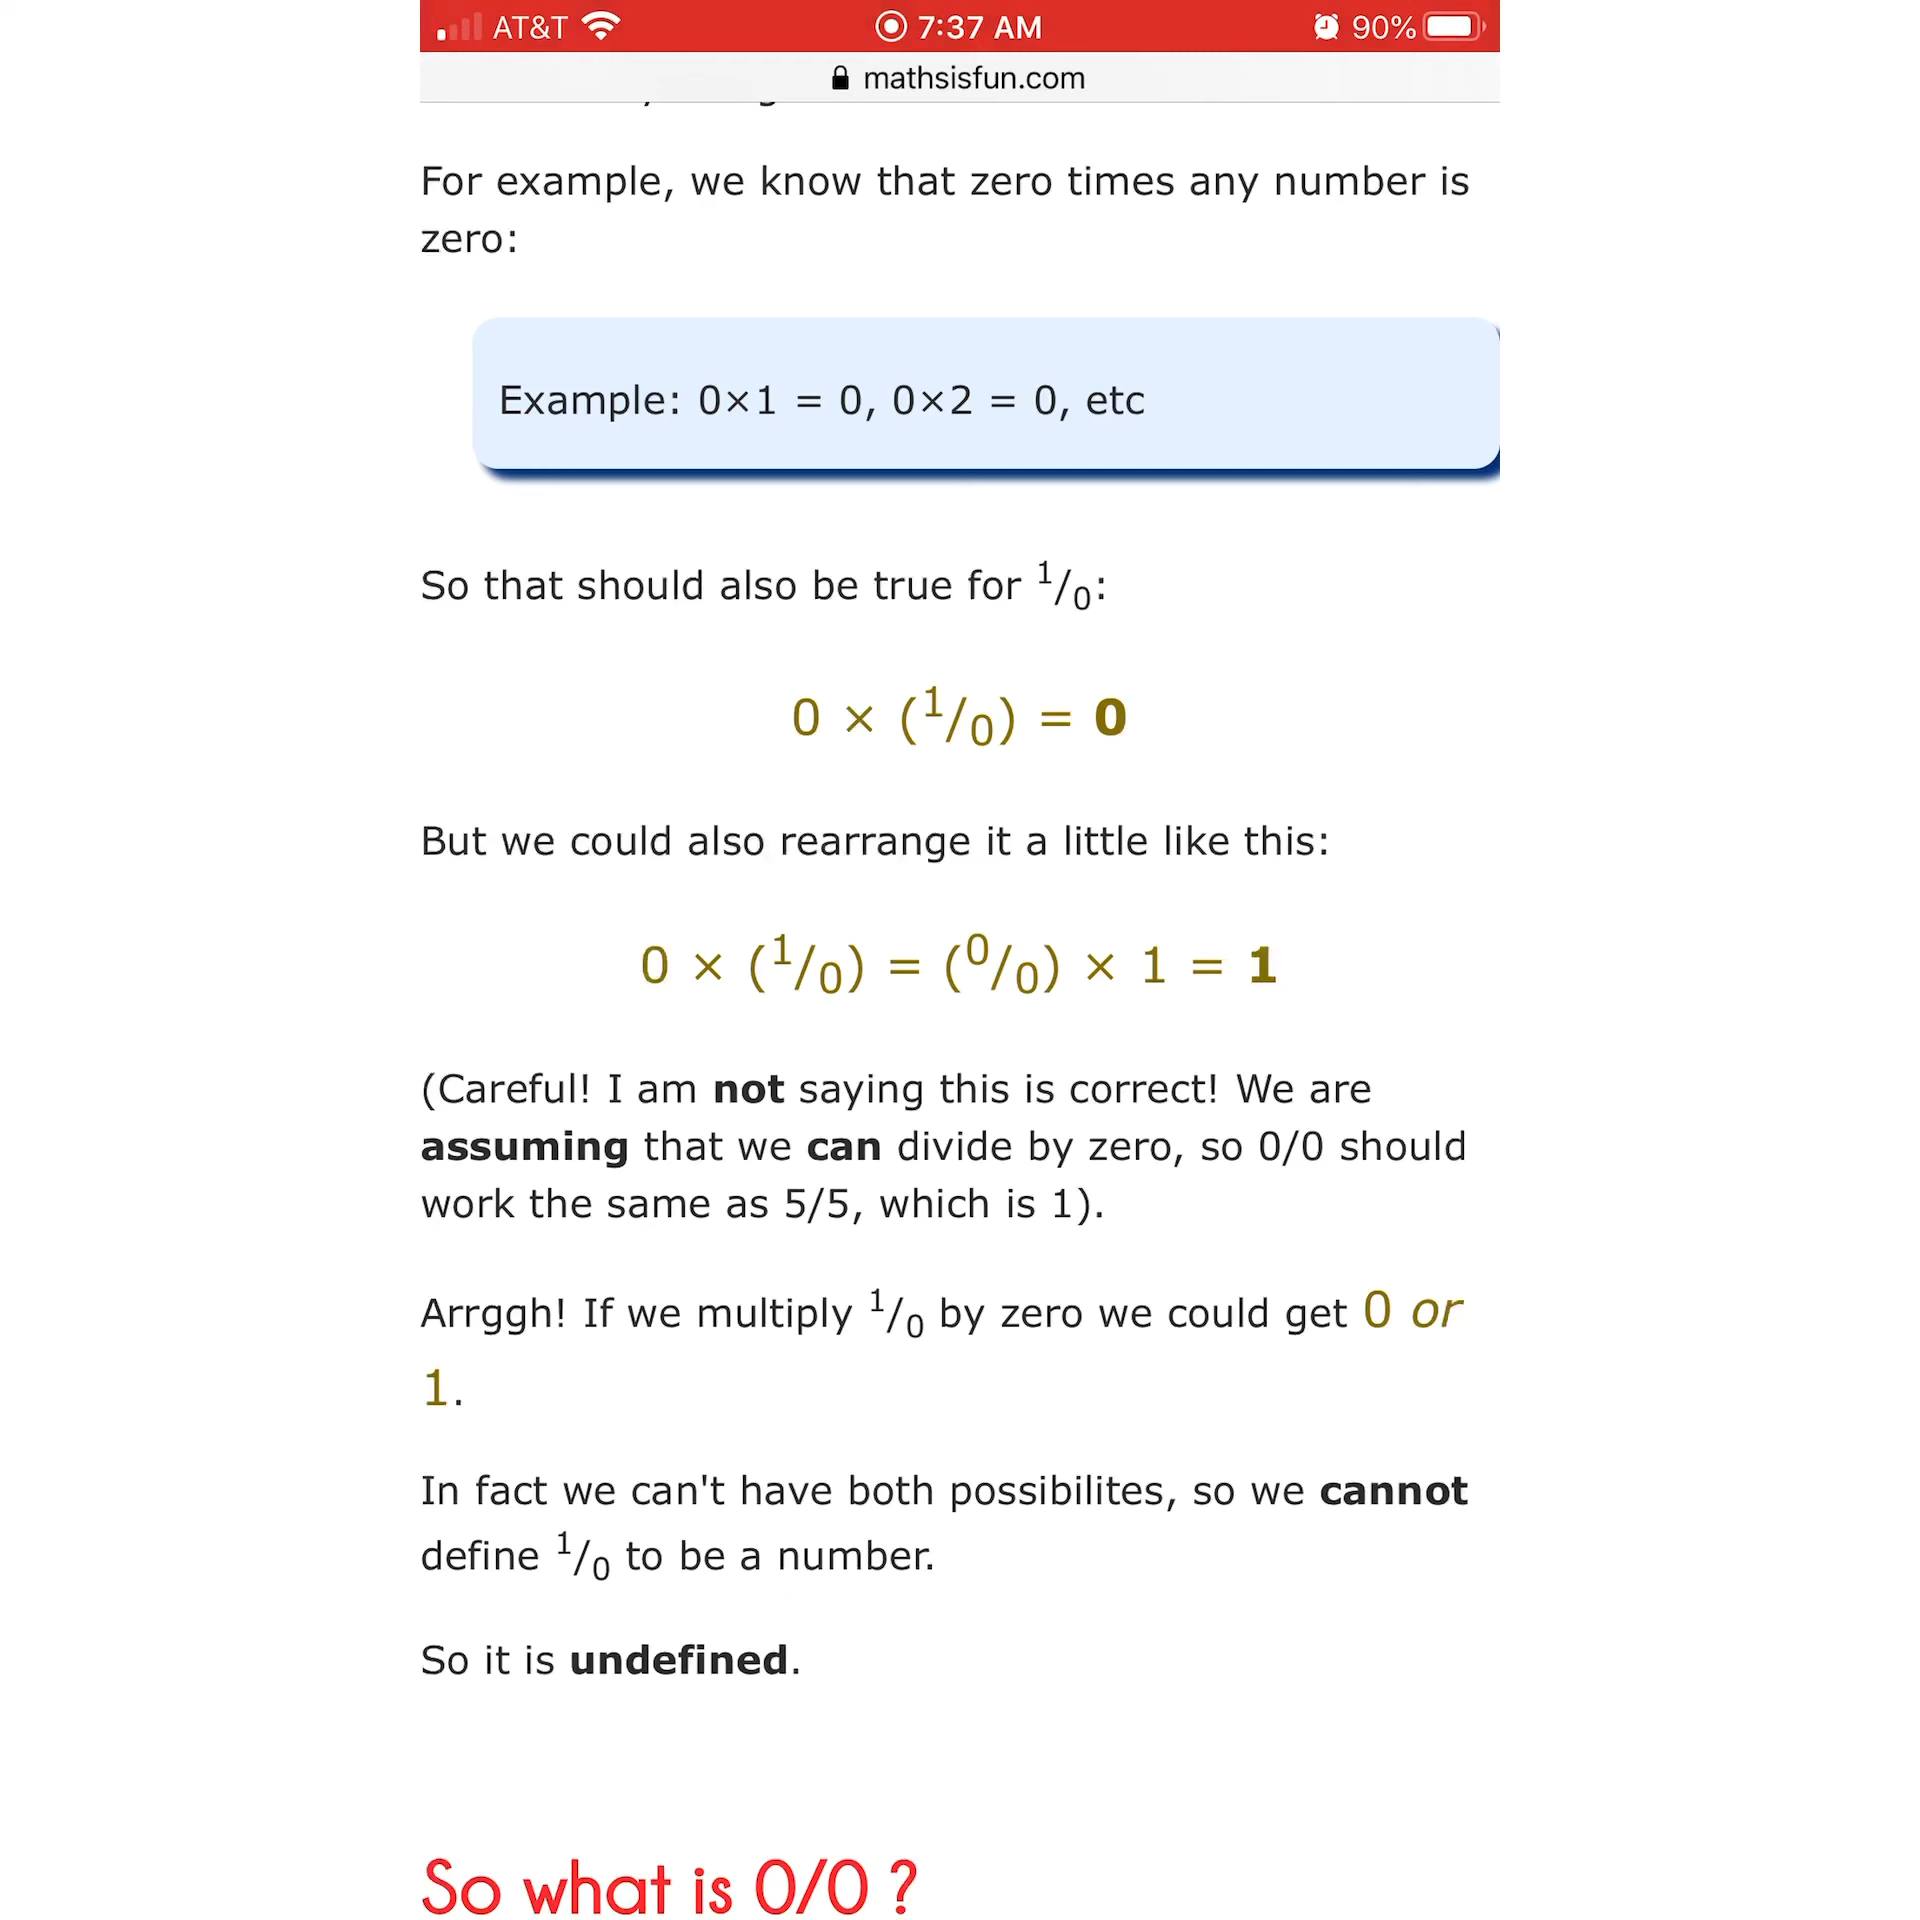 AT&T 7:37 AM 90%
mathsisfun.com
For example, we know that zero times any number is
zero:
Example: 0×1 = 0, 0×2 = 0, etc
So that should also be true for 1/0:
0 × (1/0) = 0
But we could also rearrange it a little like this:
0 × (1/0) = (0/0) × 1 = 1
(Careful! I am not saying this is correct! We are
assuming that we can divide by zero, so 0/0 should
work the same as 5/5, which is 1).
Arrggh! If we multiply 1/0 by zero we could get 0 or
1.
In fact we can't have both possibilites, so we cannot
define 1/0 to be a number.
So it is undefined.
So what is 0/0 ?